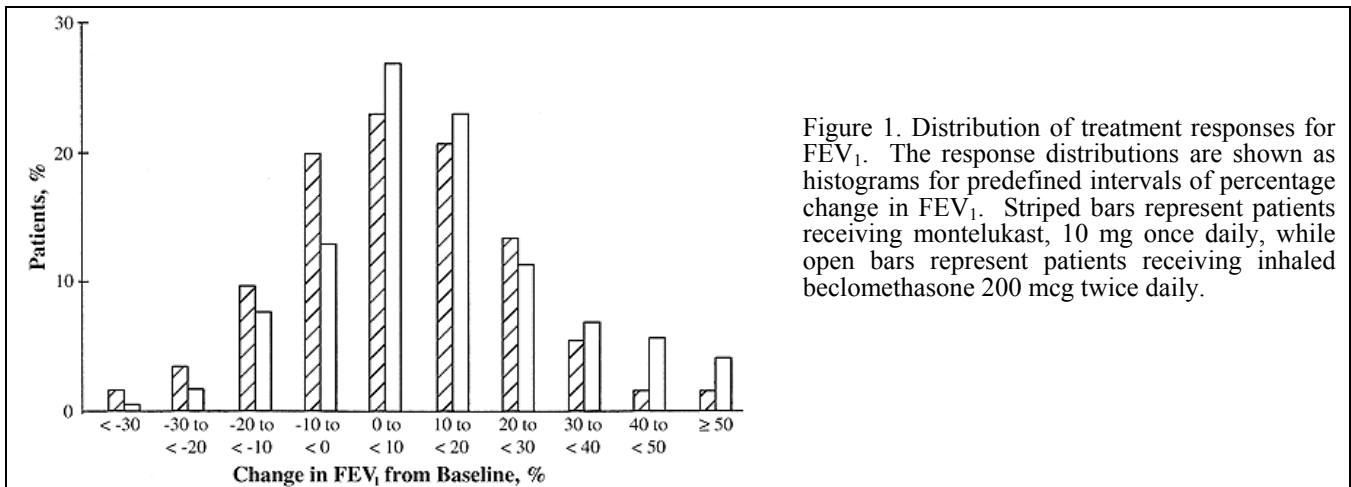 30
20
10
0
Patients, %
< -30
-30 to
< -20
-20 to
< -10
-10 to
< 0
0 to
< 10
10 to
< 20
20 to
< 30
30 to
< 40
40 to
< 50
≥ 50
Change in FEV₁ from Baseline, %
Figure 1. Distribution of treatment responses for
FEV₁. The response distributions are shown as
histograms for predefined intervals of percentage
change in FEV₁. Striped bars represent patients
receiving montelukast, 10 mg once daily, while
open bars represent patients receiving inhaled
beclomethasone 200 mcg twice daily.